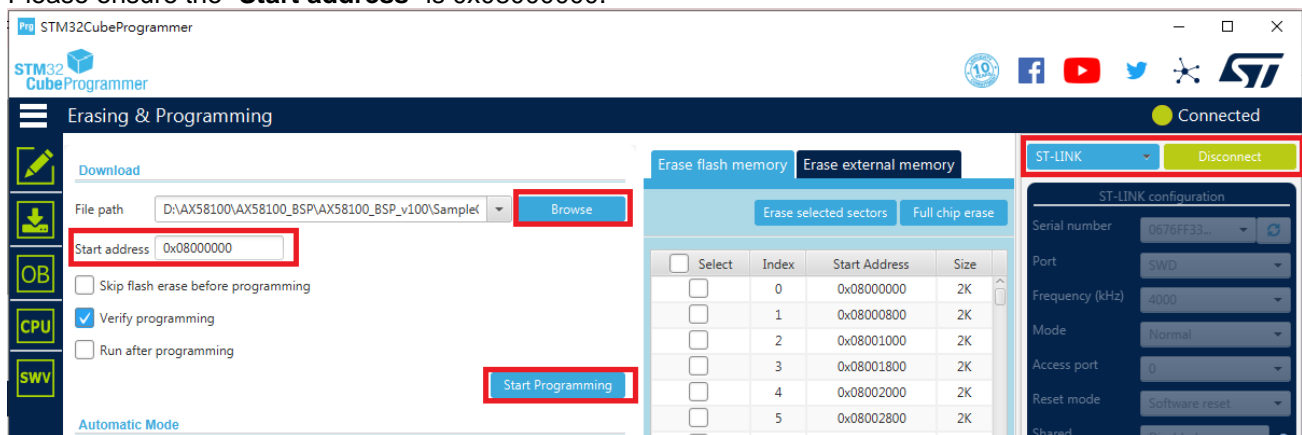 Please ensure the "Start address" is 0x08000000.
Prg STM32CubeProgrammer
STM32
CubeProgrammer
10
Erasing & Programming
Connected
Download
File path D:\AX58100\AX58100_BSP\AX58100_BSP_v100\Sample( Browse
Start address 0x08000000
Skip flash erase before programming
Verify programming
Run after programming
Start Programming
Automatic Mode
OB
CPU
SWV
Erase flash memory Erase external memory
Erase selected sectors Full chip erase
Select Index Start Address Size
0 0x08000000 2K
1 0x08000800 2K
2 0x08001000 2K
3 0x08001800 2K
4 0x08002000 2K
5 0x08002800 2K
ST-LINK Disconnect
ST-LINK configuration
Serial number 0676FF33...
Port SWD
Frequency (kHz) 4000
Mode Normal
Access port 0
Reset mode Software reset
Shared